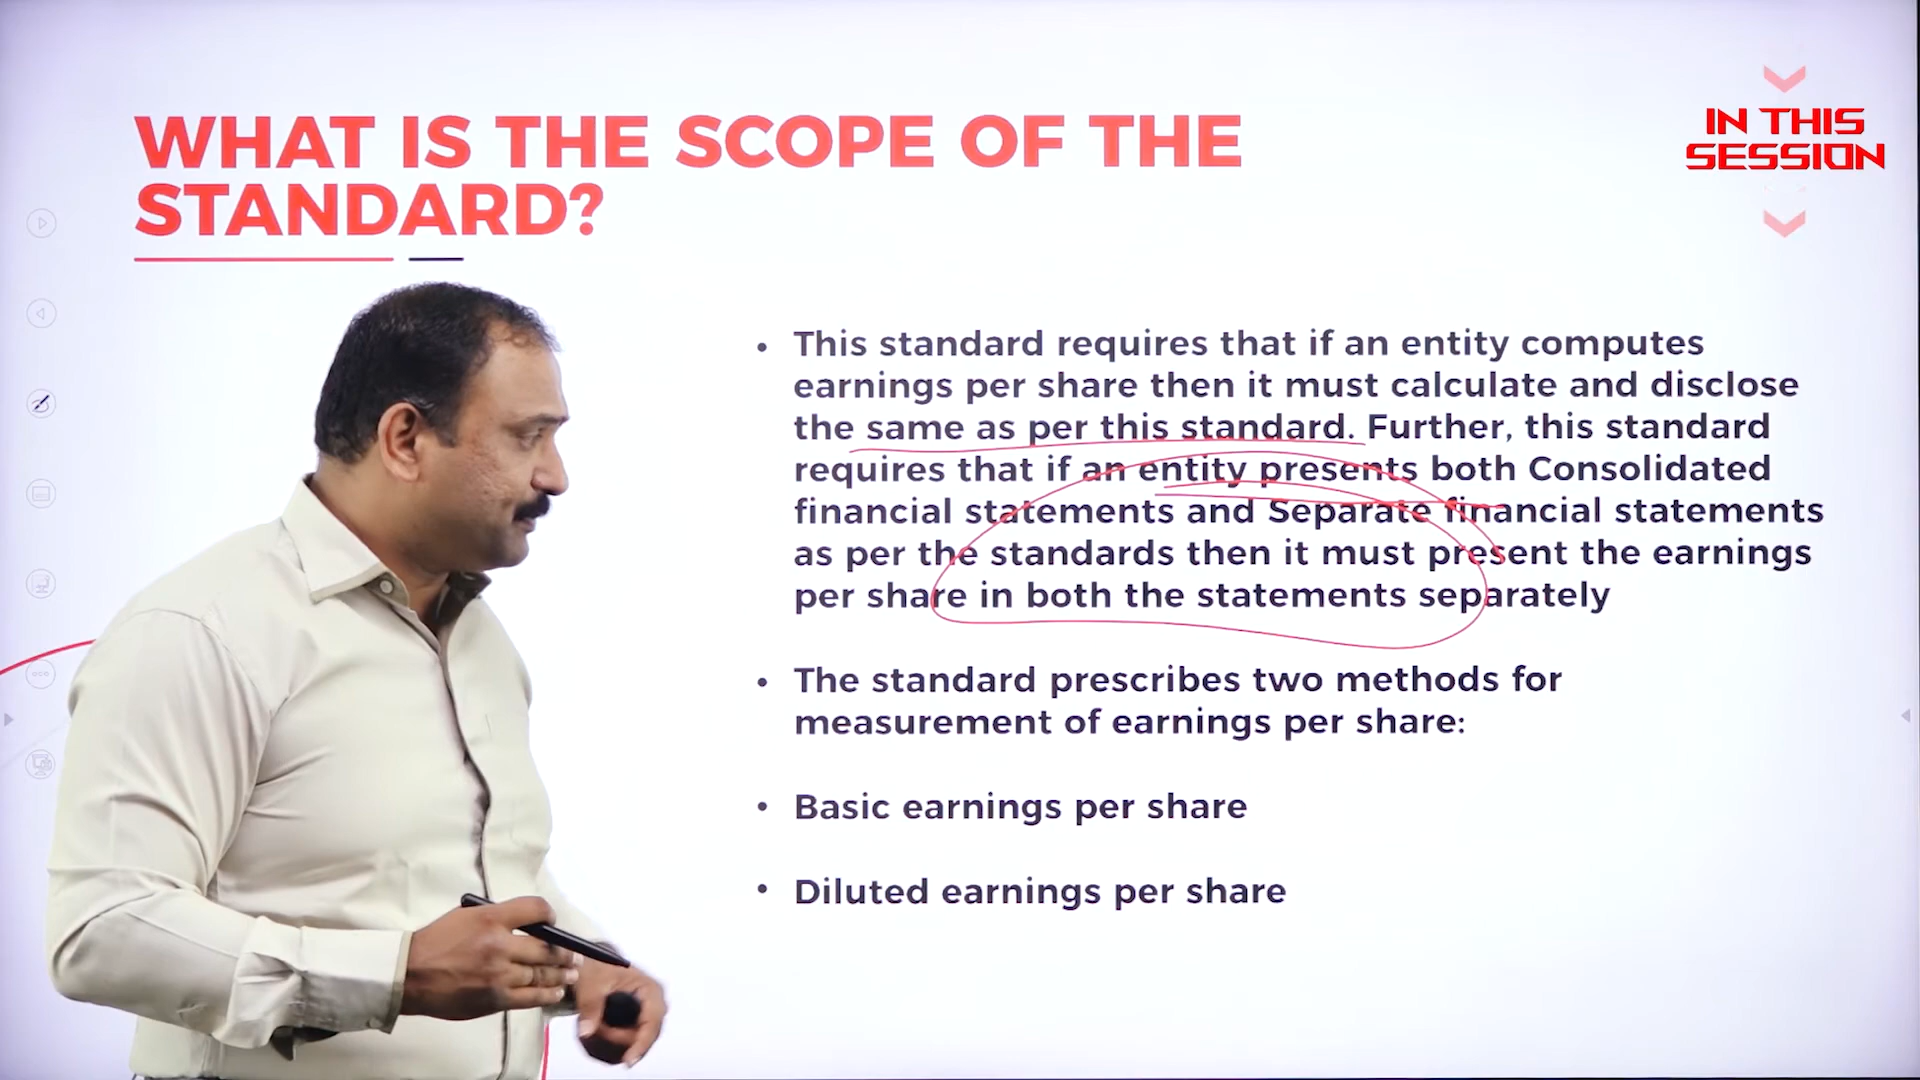 WHAT IS THE SCOPE OF THE
STANDARD?
IN THIS
SESSION
• This standard requires that if an entity computes
earnings per share then it must calculate and disclose
the same as per this standard. Further, this standard
requires that if an entity presents both Consolidated
financial statements and Separate financial statements
as per the standards then it must present the earnings
per share in both the statements separately
• The standard prescribes two methods for
measurement of earnings per share:
• Basic earnings per share
• Diluted earnings per share